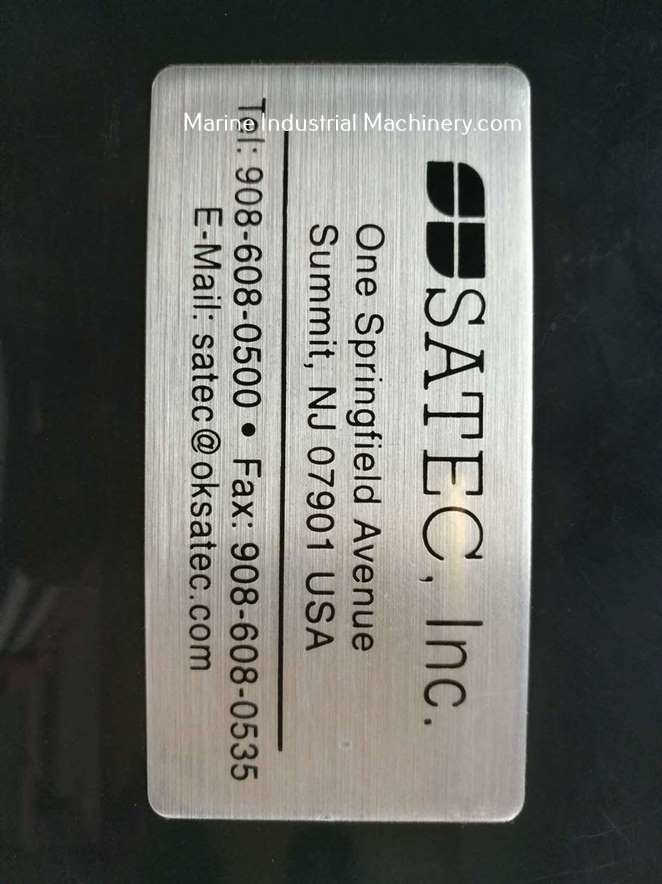 Marine Industrial Machinery.com
SATEC, Inc.
One Springfield Avenue
Summit, NJ 07901 USA
Tel: 908-608-0500 • Fax: 908-608-0535
E-Mail: satec@oksatec.com